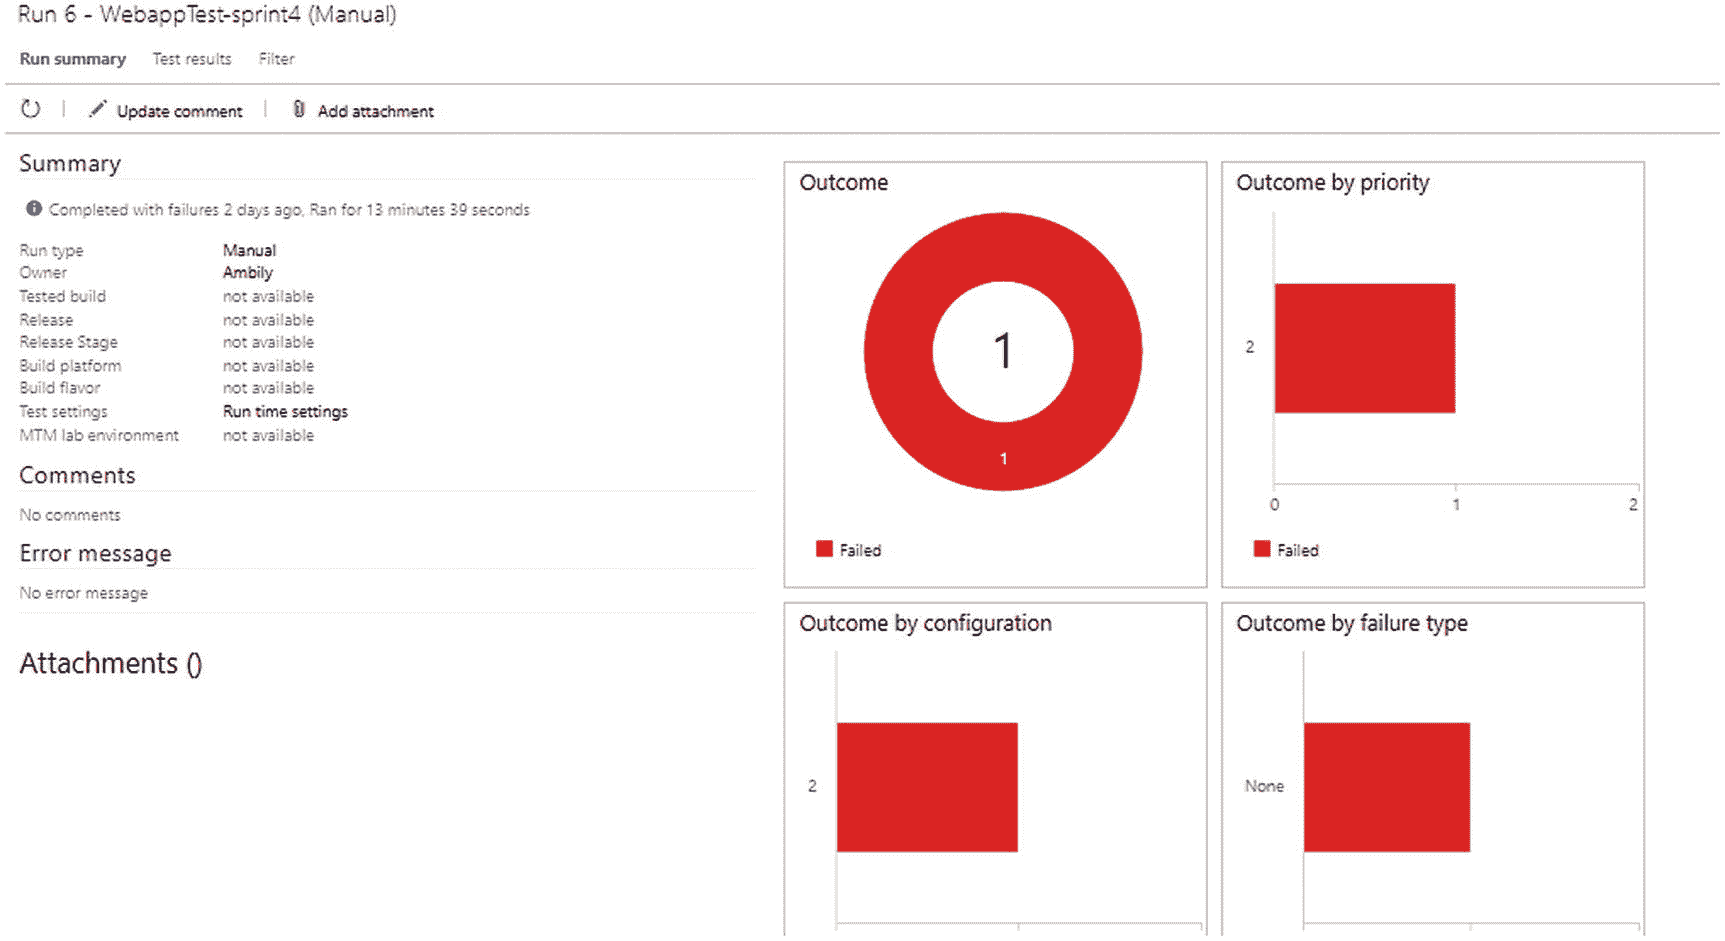 Run 6 - WebappTest-sprint4 (Manual)
Run summary Test results Filter
Update comment Add attachment
Summary
Completed with failures 2 days ago, Ran for 13 minutes 39 seconds
Run type Manual
Owner Ambily
Tested build not available
Release not available
Release Stage not available
Build platform not available
Build flavor not available
Test settings Run time settings
MTM lab environment not available
Comments
No comments
Error message
No error message
Attachments ()
Outcome
1
1
Failed
Outcome by priority
2
0 1 2
Failed
Outcome by configuration
2
Outcome by failure type
None